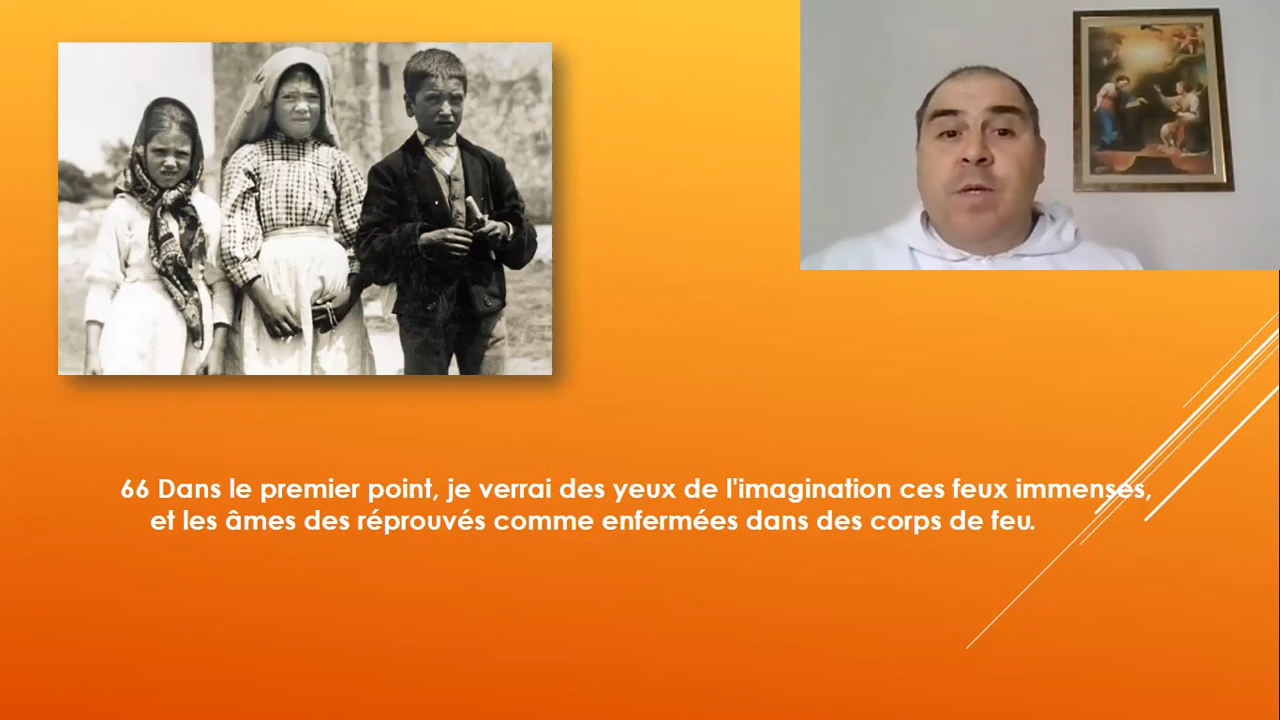 66 Dans le premier point, je verrai des yeux de l'imagination ces feux immenses,
et les âmes des réprouvés comme enfermées dans des corps de feu.